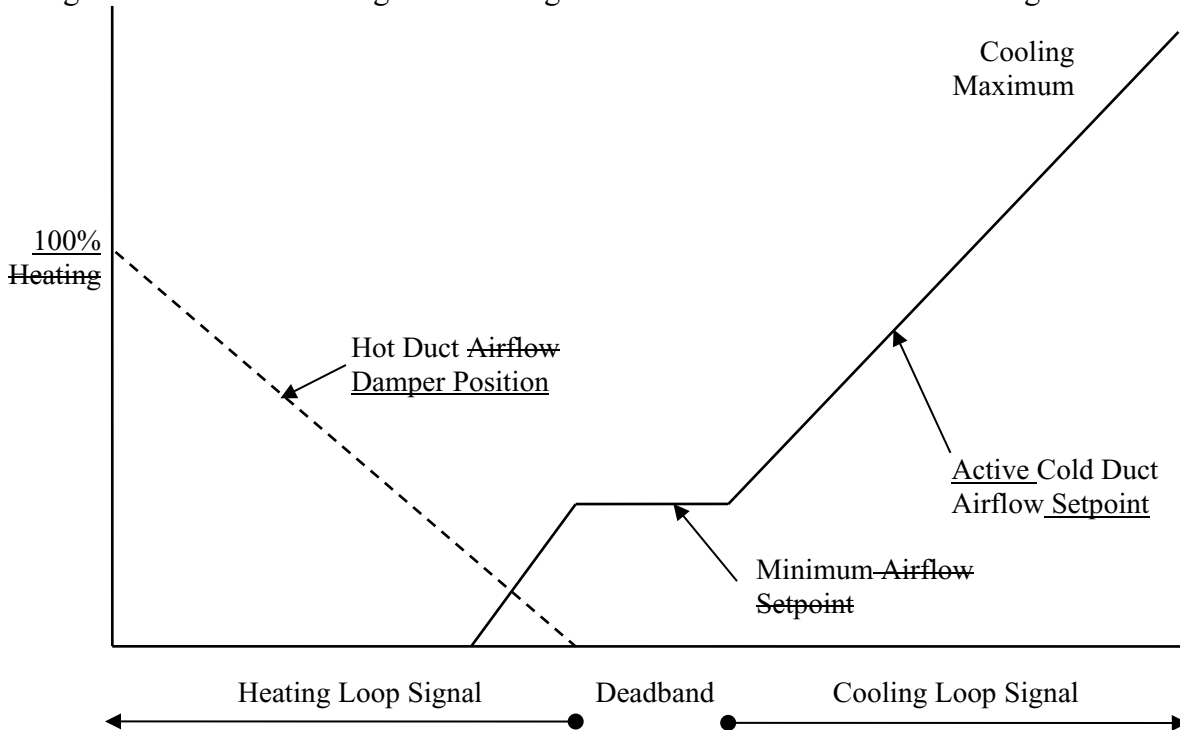 Cooling
Maximum
100%
Heating
Hot Duct Airflow
Damper Position
Active Cold Duct
Airflow Setpoint
Minimum Airflow
Setpoint
Heating Loop Signal
Deadband
Cooling Loop Signal